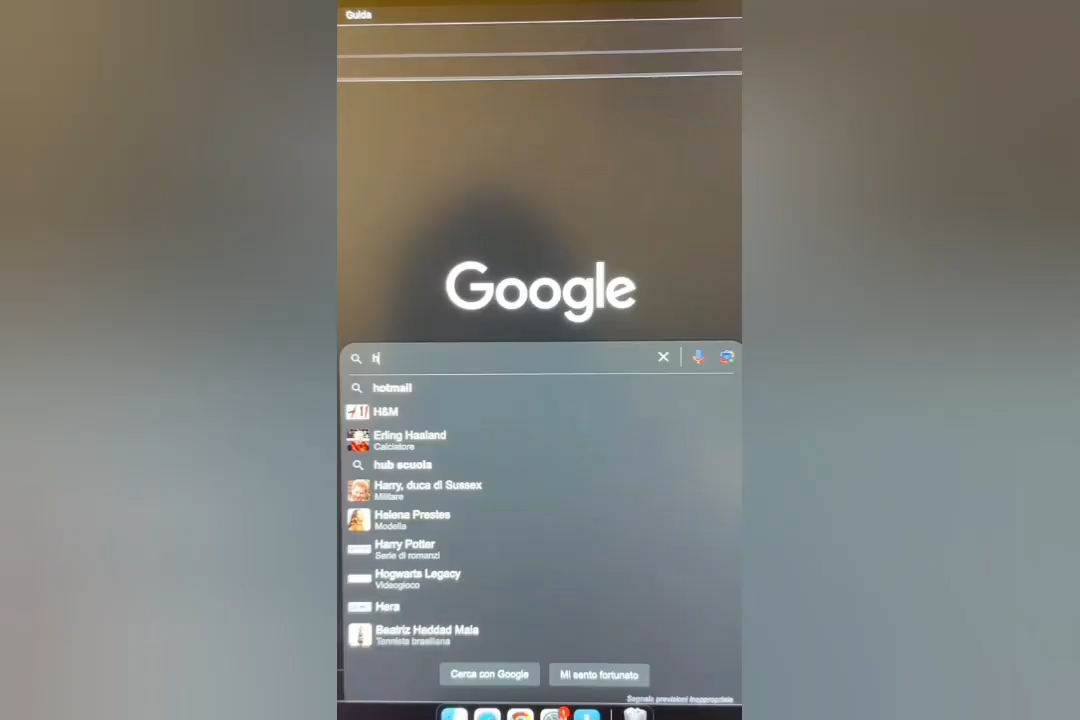 Guida
Google
h
hotmail
H&M
Erling Haaland
Calciatore
hub scuola
Harry, duca di Sussex
Militare
Helena Prestes
Modella
Harry Potter
Serie di romanzi
Hogwarts Legacy
Videogioco
Hera
Beatriz Haddad Maia
Tennista brasiliana
Cerca con Google
Mi sento fortunato
Segnala previsioni inappropriate